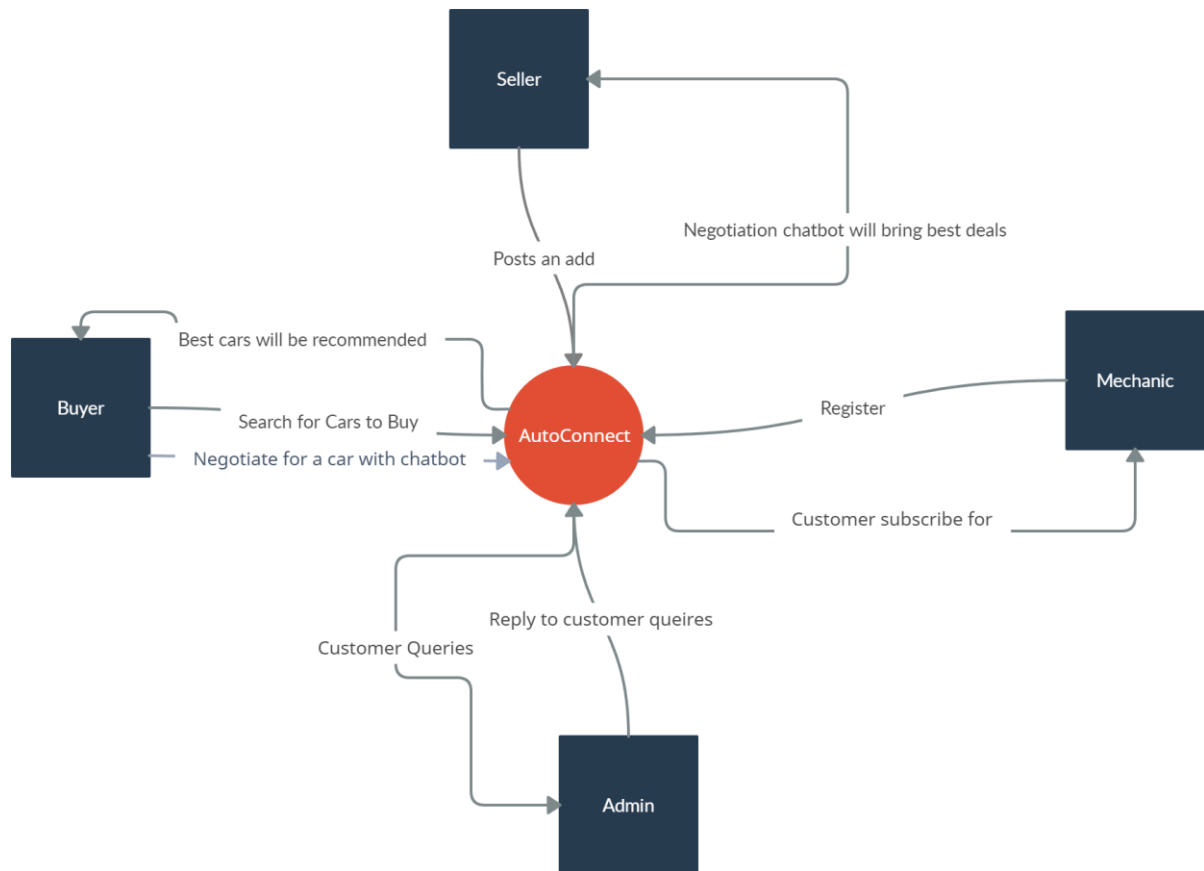 Seller
Negotiation chatbot will bring best deals
Posts an add
Best cars will be recommended
Buyer
Search for Cars to Buy
Negotiate for a car with chatbot
AutoConnect
Mechanic
Register
Customer subscribe for
Reply to customer queires
Customer Queries
Admin